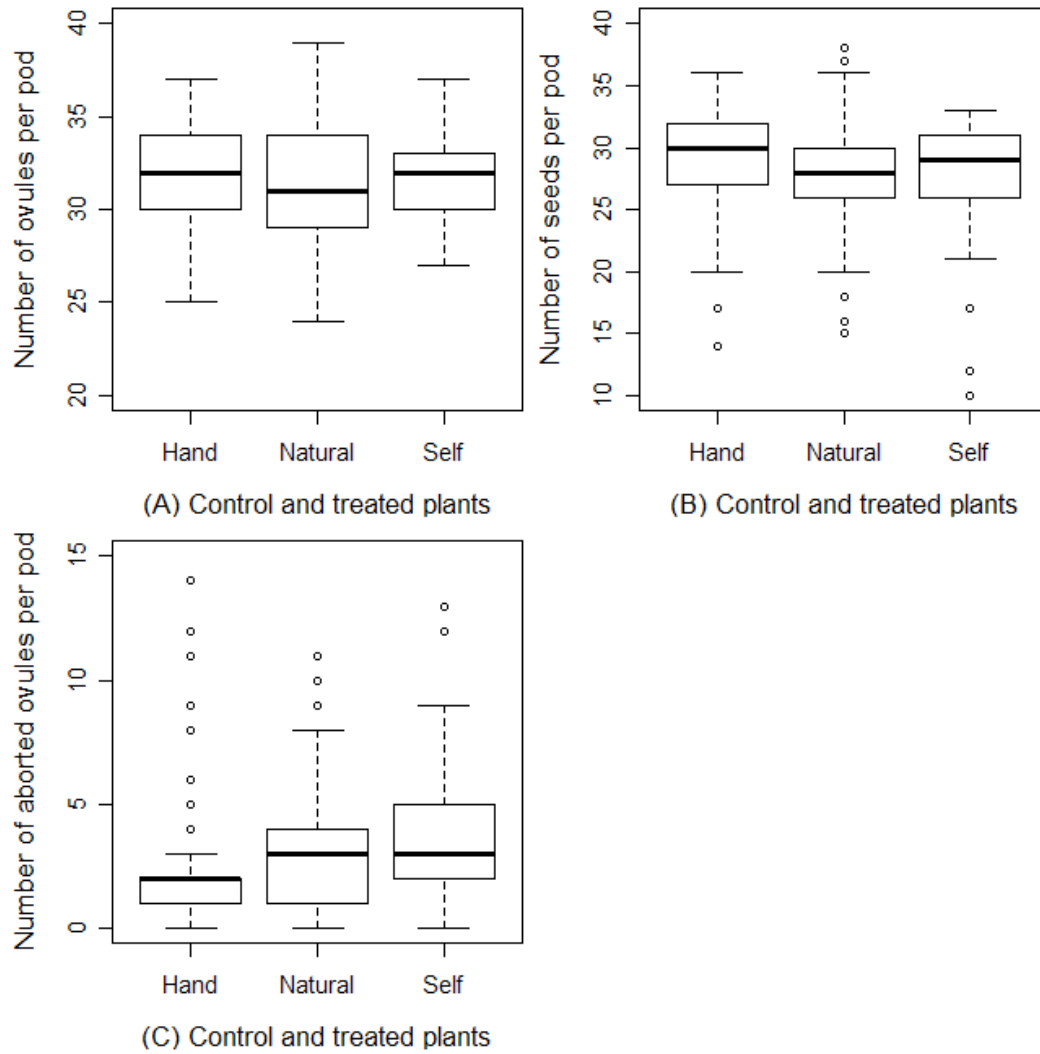 Number of ovules per pod
40
35
30
25
20
Hand Natural Self
(A) Control and treated plants
Number of seeds per pod
40
35
30
25
20
15
10
Hand Natural Self
(B) Control and treated plants
Number of aborted ovules per pod
15
10
5
0
Hand Natural Self
(C) Control and treated plants